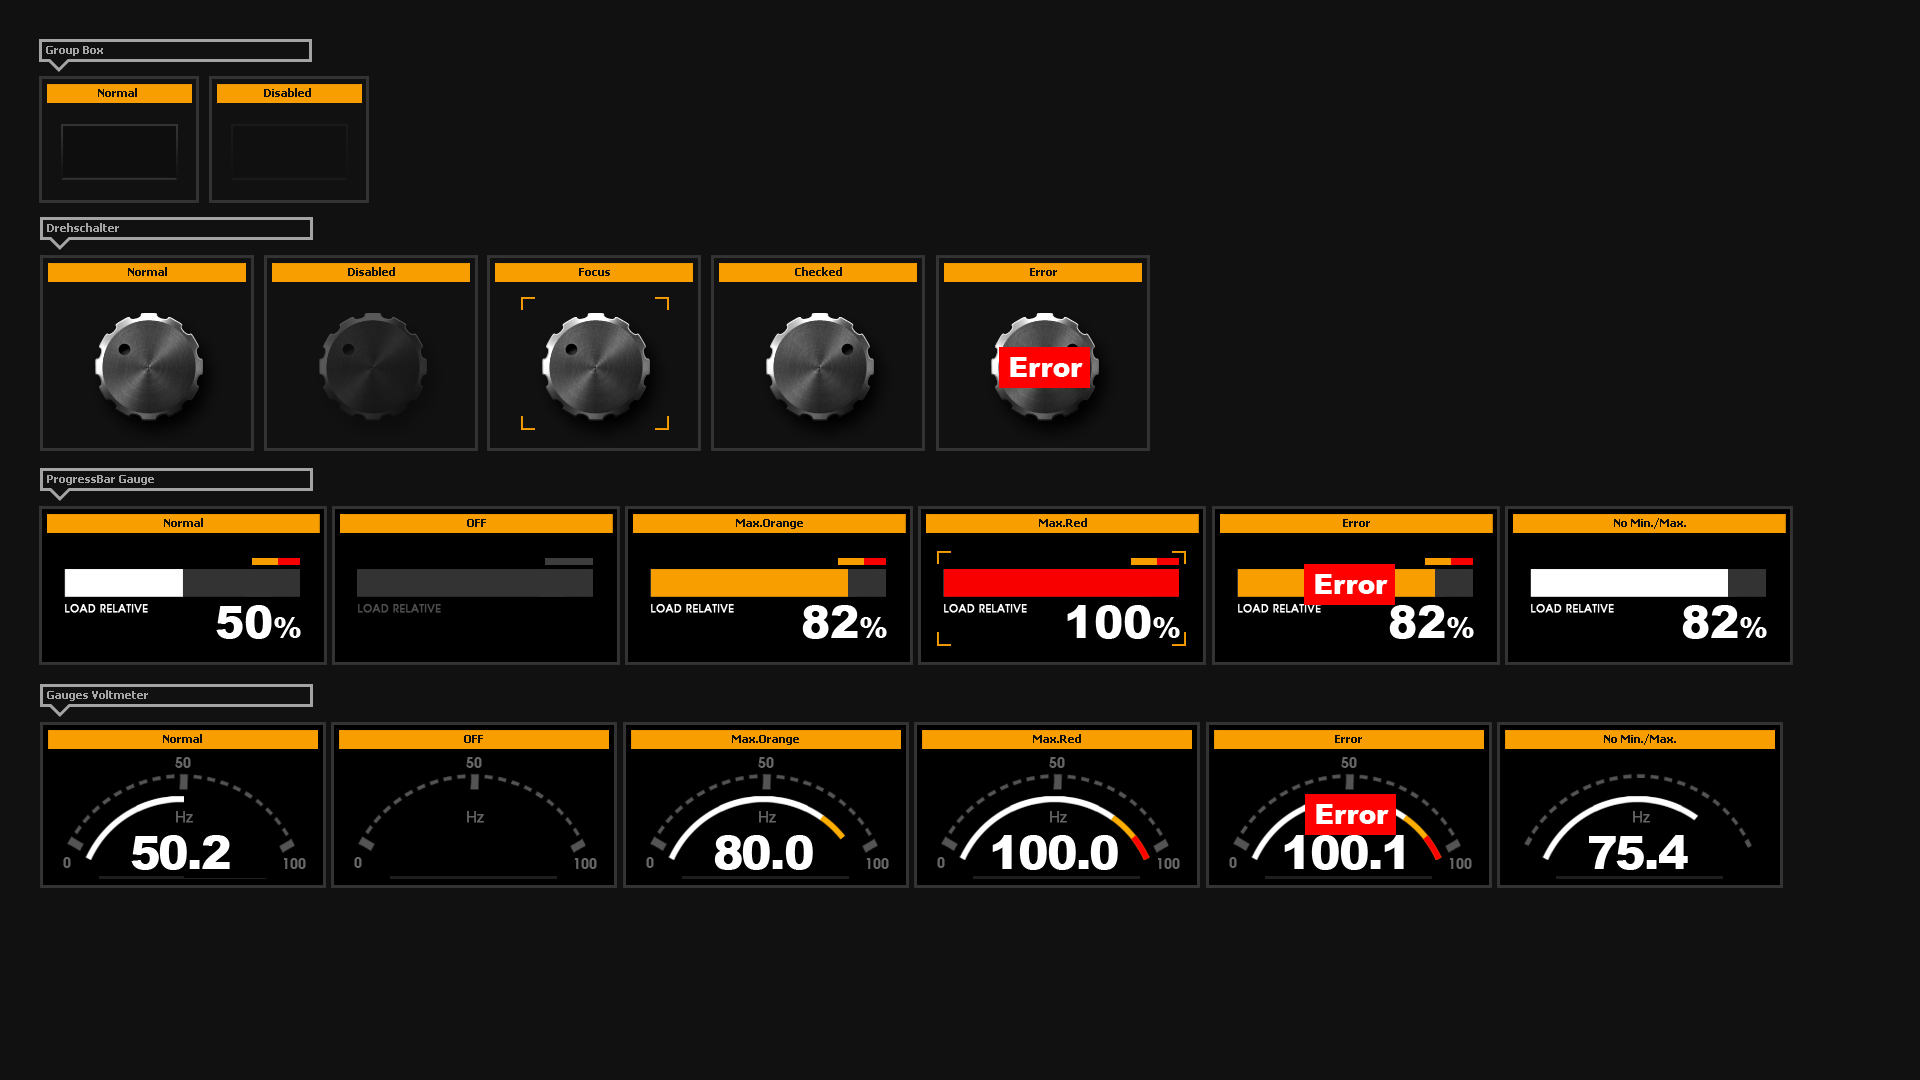 Group Box
Normal
Disabled
Drehschalter
Normal
Disabled
Focus
Checked
Error
Error
ProgressBar Gauge
Normal
OFF
Max.Orange
Max.Red
Error
No Min./Max.
LOAD RELATIVE
50%
LOAD RELATIVE
LOAD RELATIVE
82%
LOAD RELATIVE
100%
Error
LOAD RELATIVE
82%
LOAD RELATIVE
82%
Gauges Voltmeter
Normal
OFF
Max.Orange
Max.Red
Error
No Min./Max.
50
Hz
50.2
0
100
50
Hz
0
100
50
Hz
80.0
0
100
50
Hz
100.0
0
100
50
Error
100.1
0
100
Hz
75.4